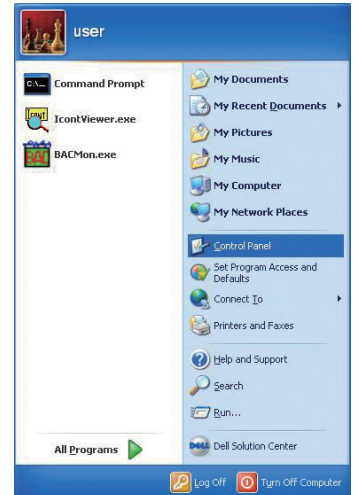 user
Command Prompt
IcontViewer.exe
BACMon.exe
All Programs
My Documents
My Recent Documents
My Pictures
My Music
My Computer
My Network Places
Control Panel
Set Program Access and
Defaults
Connect To
Printers and Faxes
Help and Support
Search
Run...
Dell Solution Center
Log Off
Turn Off Computer